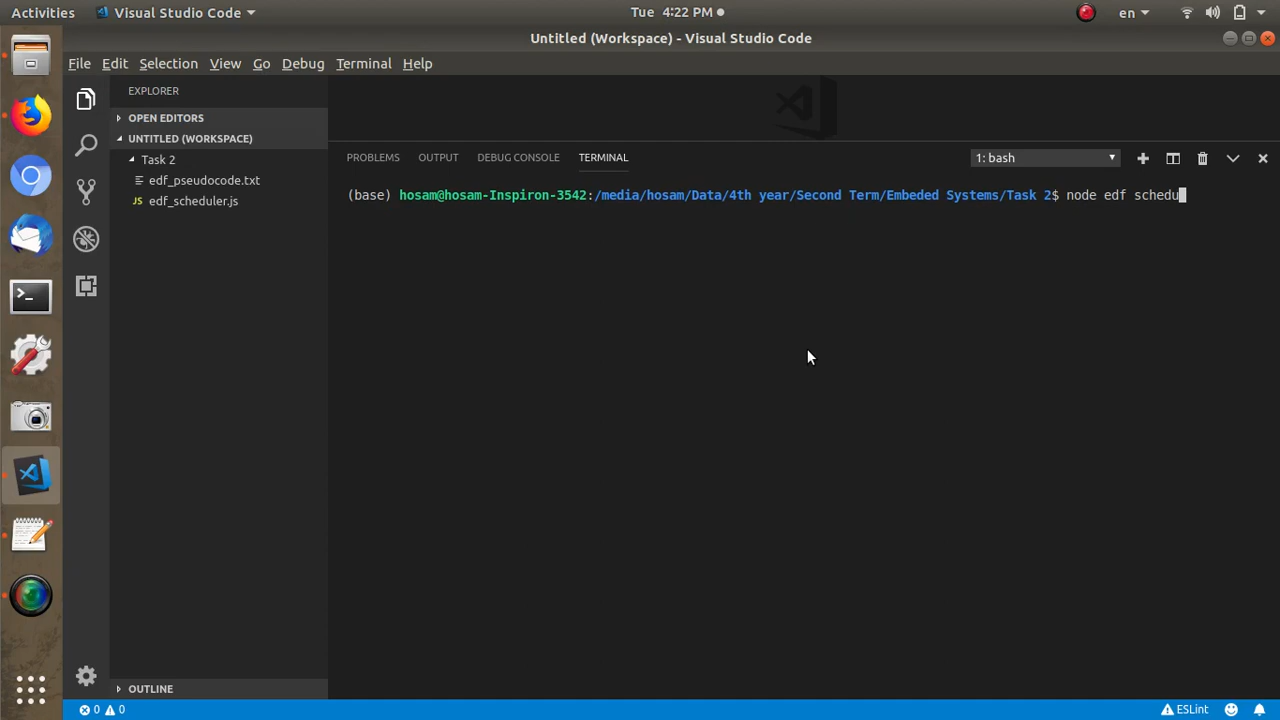 Activities Visual Studio Code Tue 4:22 PM en
Untitled (Workspace) - Visual Studio Code
File Edit Selection View Go Debug Terminal Help
EXPLORER
OPEN EDITORS
UNTITLED (WORKSPACE)
Task 2
edf_pseudocode.txt
JS edf_scheduler.js
OUTLINE
PROBLEMS OUTPUT DEBUG CONSOLE TERMINAL 1: bash
(base) hosam@hosam-Inspiron-3542:/media/hosam/Data/4th year/Second Term/Embeded Systems/Task 2$ node edf schedu
0 0 ESLint